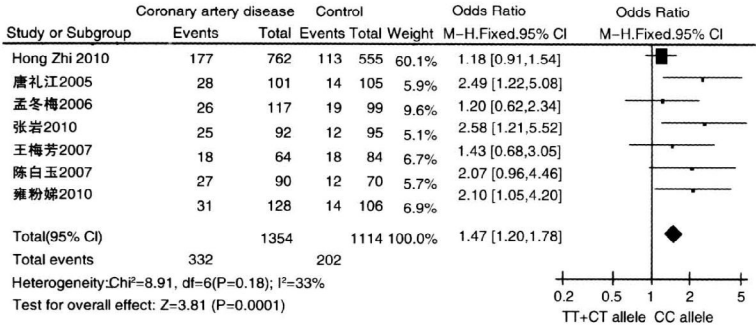 Coronary artery disease Control Odds Ratio Odds Ratio
Study or Subgroup Events Total Events Total Weight M-H.Fixed.95% CI M-H.Fixed.95% CI
Hong Zhi 2010 177 762 113 555 60.1% 1.18 [0.91,1.54]
唐礼江2005 28 101 14 105 5.9% 2.49 [1.22,5.08]
孟冬梅2006 26 117 19 99 9.6% 1.20 [0.62,2.34]
张岩2010 25 92 12 95 5.1% 2.58 [1.21,5.52]
王梅芳2007 18 64 18 84 6.7% 1.43 [0.68,3.05]
陈白玉2007 27 90 12 70 5.7% 2.07 [0.96,4.46]
雍粉娣2010 31 128 14 106 6.9% 2.10 [1.05,4.20]
Total(95% CI) 1354 1114 100.0% 1.47 [1.20,1.78]
Total events 332 202
Heterogeneity:Chi²=8.91, df=6(P=0.18); I²=33%
Test for overall effect: Z=3.81 (P=0.0001)
0.2 0.5 1 2 5
TT+CT allele CC allele